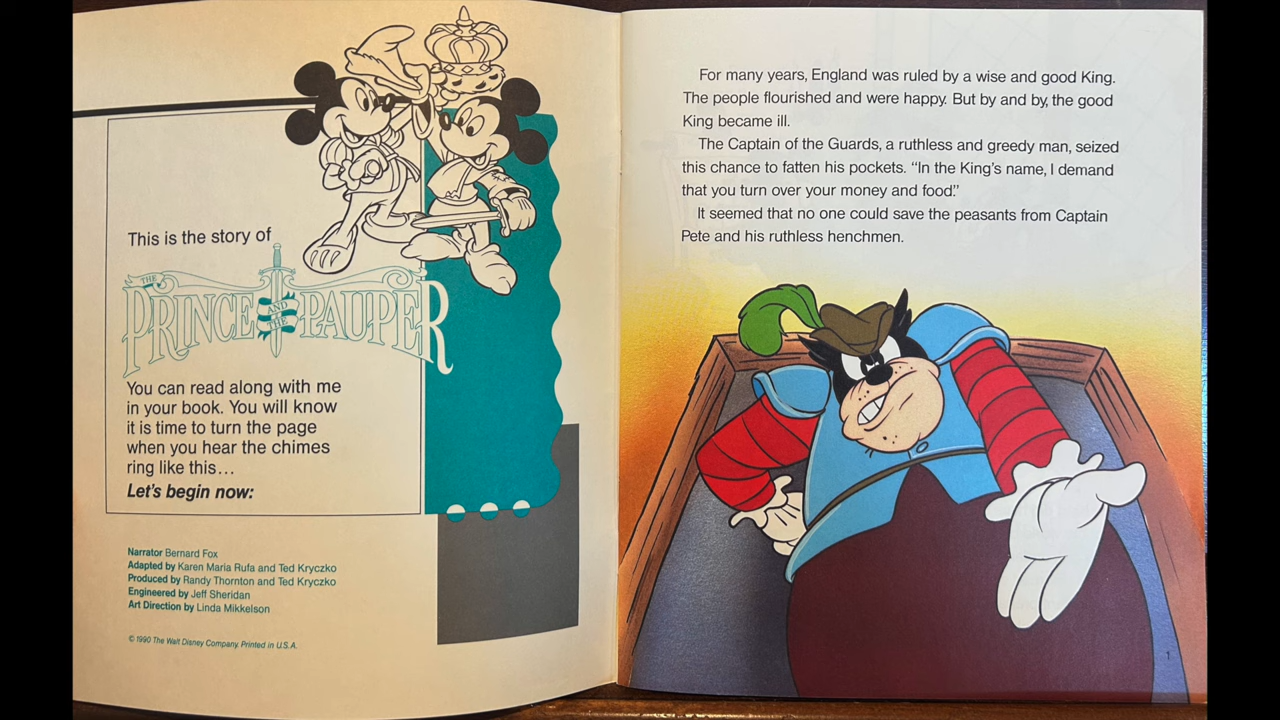 This is the story of
THE
PRINCE AND THE PAUPER
You can read along with me
in your book. You will know
it is time to turn the page
when you hear the chimes
ring like this...
Let's begin now:
Narrator Bernard Fox
Adapted by Karen Maria Rufa and Ted Kryczko
Produced by Randy Thornton and Ted Kryczko
Engineered by Jeff Sheridan
Art Direction by Linda Mikkelson
© 1990 The Walt Disney Company. Printed in U.S.A.
For many years, England was ruled by a wise and good King.
The people flourished and were happy. But by and by, the good
King became ill.
The Captain of the Guards, a ruthless and greedy man, seized
this chance to fatten his pockets. “In the King's name, I demand
that you turn over your money and food.”
It seemed that no one could save the peasants from Captain
Pete and his ruthless henchmen.
1